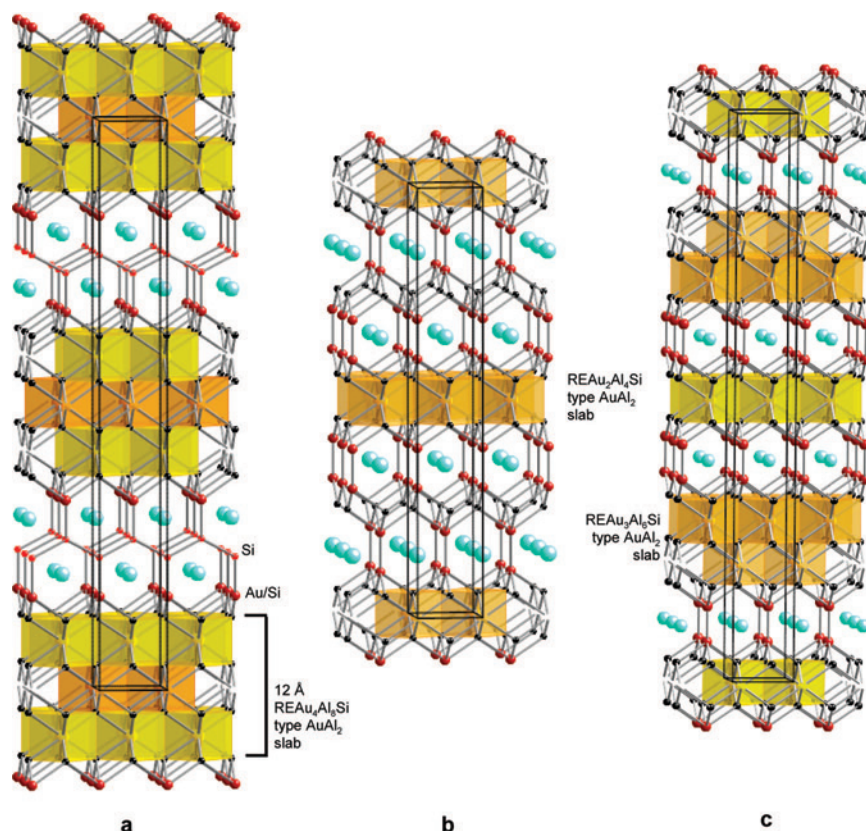 REAu2Al4Si
type AuAl2
slab
REAu3Al6Si
type AuAl2
slab
Si
Au/Si
12 Å
REAu4Al8Si
type AuAl2
slab
a
b
c